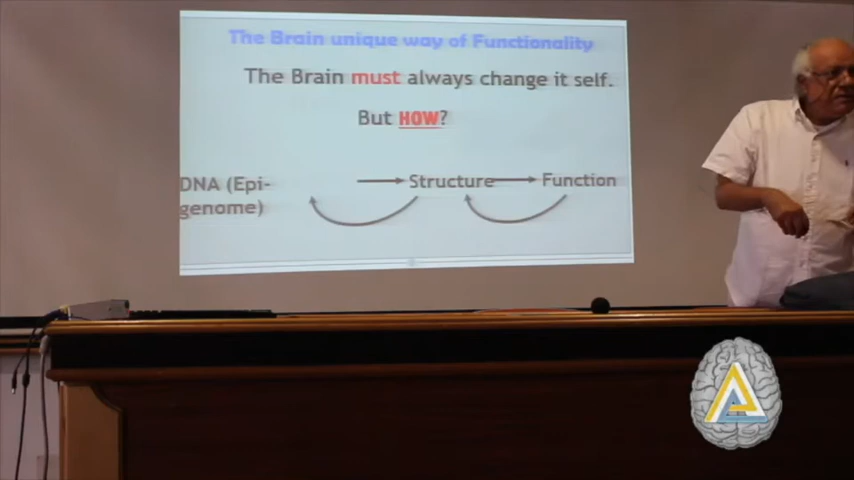 The Brain unique way of Functionality
The Brain must always change it self.
But HOW?
DNA (Epi-
genome)
Structure
Function